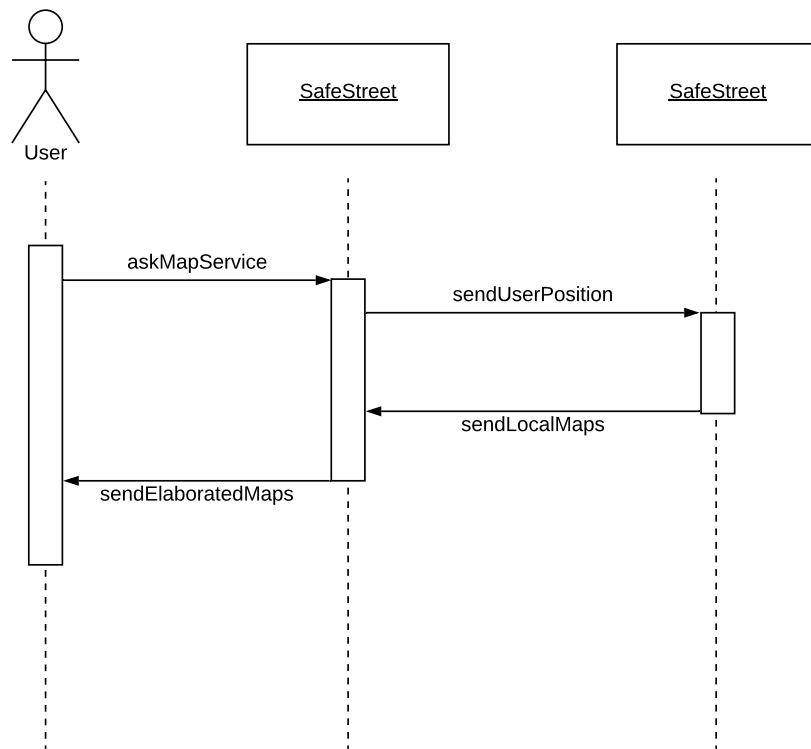 User
SafeStreet
SafeStreet
askMapService
sendUserPosition
sendLocalMaps
sendElaboratedMaps